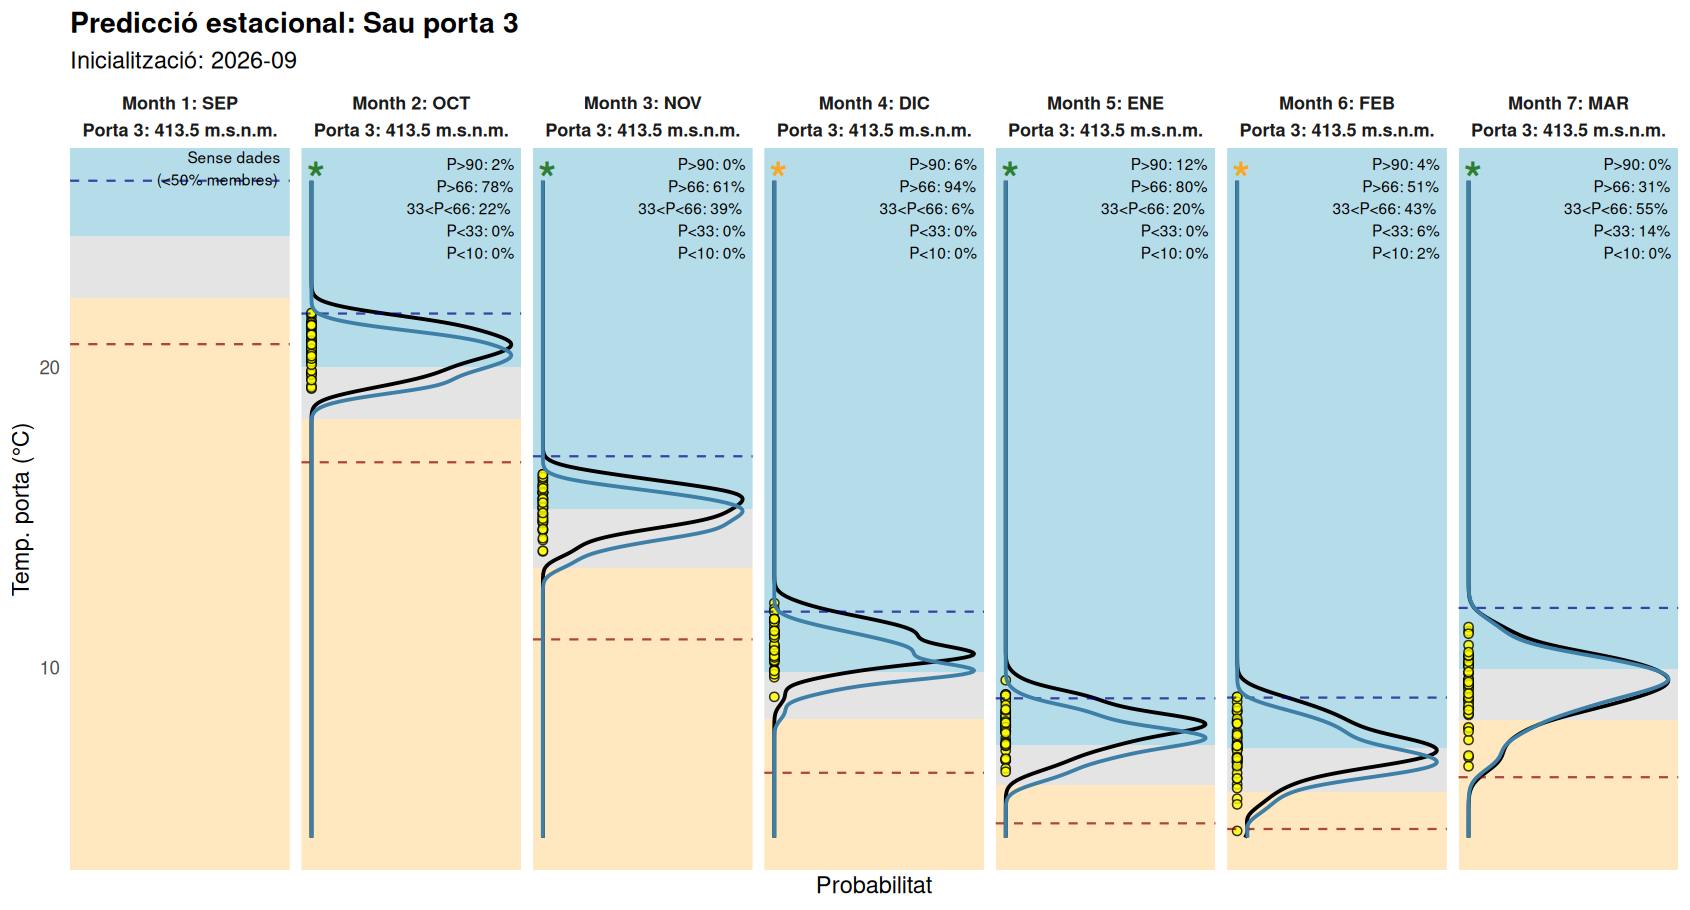 Predicció estacional: Sau porta 3
Inicialització: 2026-09
Month 1: SEP
Porta 3: 413.5 m.s.n.m.
Month 2: OCT
Porta 3: 413.5 m.s.n.m.
Month 3: NOV
Porta 3: 413.5 m.s.n.m.
Month 4: DIC
Porta 3: 413.5 m.s.n.m.
Month 5: ENE
Porta 3: 413.5 m.s.n.m.
Month 6: FEB
Porta 3: 413.5 m.s.n.m.
Month 7: MAR
Porta 3: 413.5 m.s.n.m.
Sense dades
(<50% membres)
P>90: 2%
P>66: 78%
33<P<66: 22%
P<33: 0%
P<10: 0%
P>90: 0%
P>66: 61%
33<P<66: 39%
P<33: 0%
P<10: 0%
P>90: 6%
P>66: 94%
33<P<66: 6%
P<33: 0%
P<10: 0%
P>90: 12%
P>66: 80%
33<P<66: 20%
P<33: 0%
P<10: 0%
P>90: 4%
P>66: 51%
33<P<66: 43%
P<33: 6%
P<10: 2%
P>90: 0%
P>66: 31%
33<P<66: 55%
P<33: 14%
P<10: 0%
Temp. porta (°C)
20
10
Probabilitat